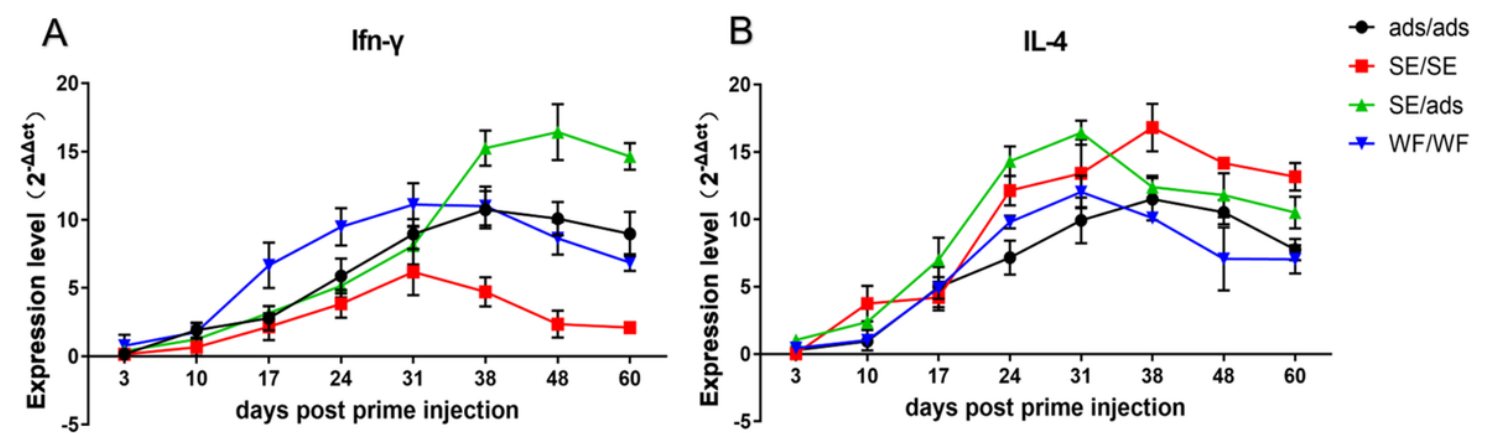 A
Ifn-γ
Expression level（2-ΔΔct）
20
15
10
5
0
-5
3 10 17 24 31 38 48 60
days post prime injection
B
IL-4
Expression level（2-ΔΔct）
20
15
10
5
0
-5
3 10 17 24 31 38 48 60
days post prime injection
ads/ads
SE/SE
SE/ads
WF/WF